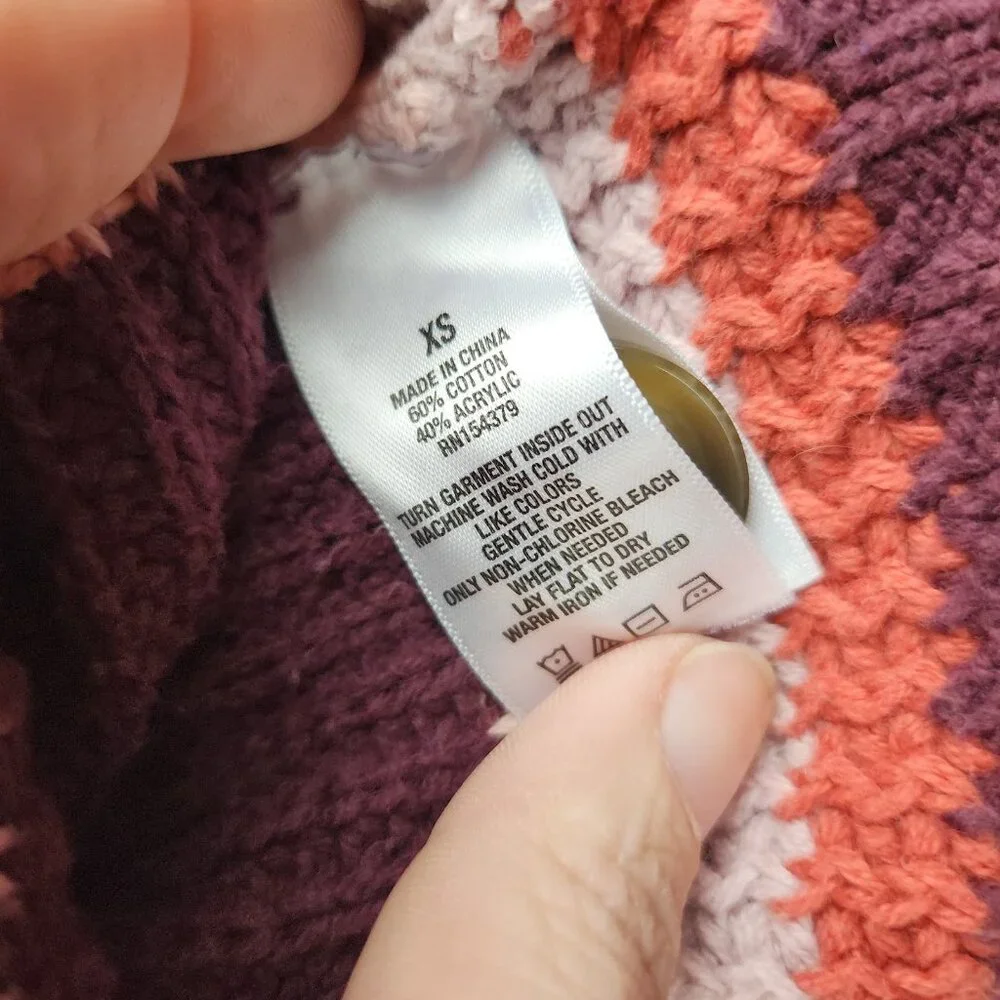 XS
MADE IN CHINA
60% COTTON
40% ACRYLIC
RN154379
TURN GARMENT INSIDE OUT
MACHINE WASH COLD WITH
LIKE COLORS
GENTLE CYCLE
ONLY NON-CHLORINE BLEACH
WHEN NEEDED
LAY FLAT TO DRY
WARM IRON IF NEEDED